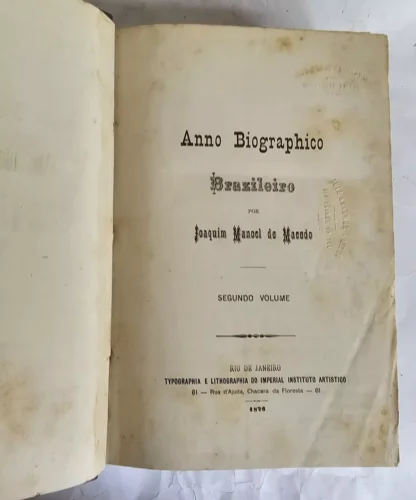 Anno Biographico
Brazileiro
POR
Joaquim Manoel de Macedo
SEGUNDO VOLUME
RIO DE JANEIRO
TYPOGRAPHIA E LITHOGRAPHIA DO IMPERIAL INSTITUTO ARTISTICO
61 — Rua d'Ajuda, Chacara da Floresta — 61
1876